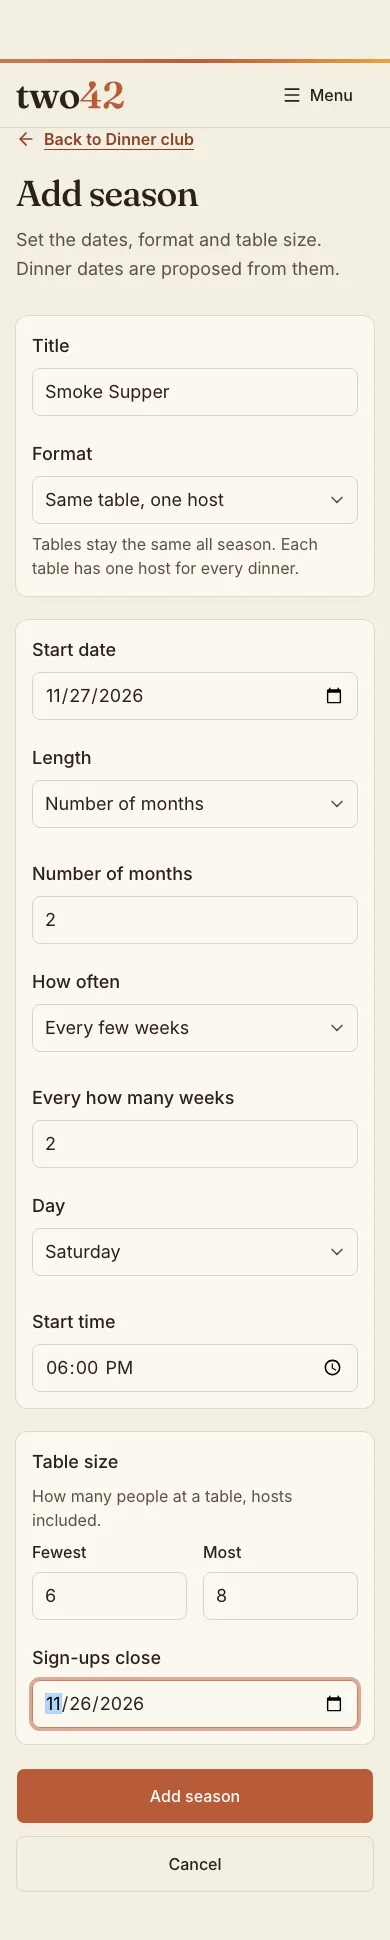 two42
Menu
Back to Dinner club
Add season
Set the dates, format and table size.
Dinner dates are proposed from them.
Title
Smoke Supper
Format
Same table, one host
Tables stay the same all season. Each
table has one host for every dinner.
Start date
11/27/2026
Length
Number of months
Number of months
2
How often
Every few weeks
Every how many weeks
2
Day
Saturday
Start time
06:00 PM
Table size
How many people at a table, hosts
included.
Fewest Most
6 8
Sign-ups close
11/26/2026
Add season
Cancel